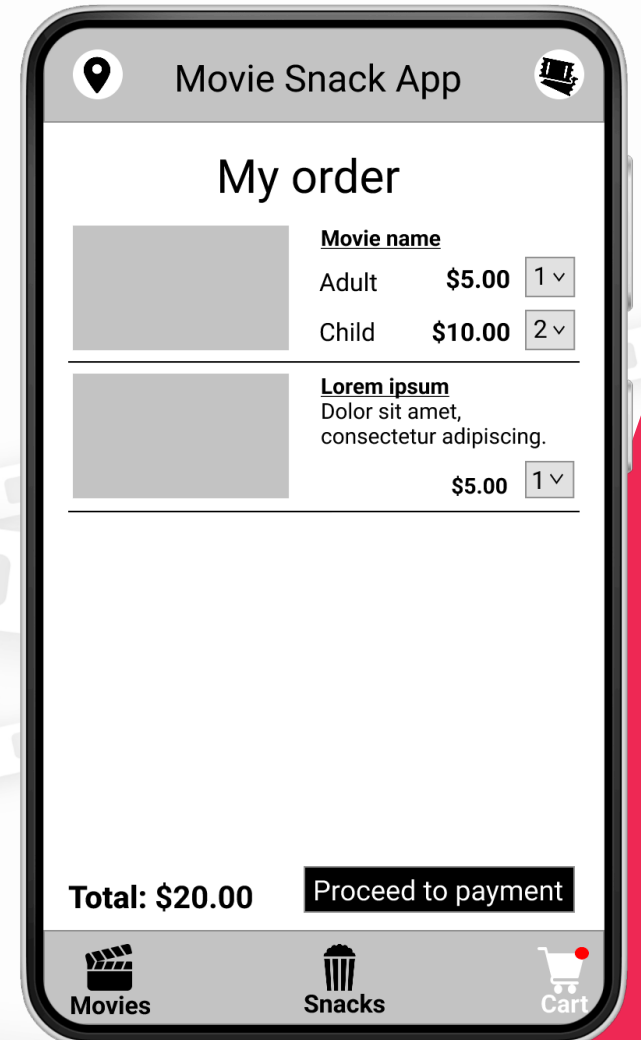 Movie Snack App
My order
Movie name
Adult $5.00 1
Child $10.00 2
Lorem ipsum
Dolor sit amet,
consectetur adipiscing.
$5.00 1
Total: $20.00 Proceed to payment
Movies Snacks Cart